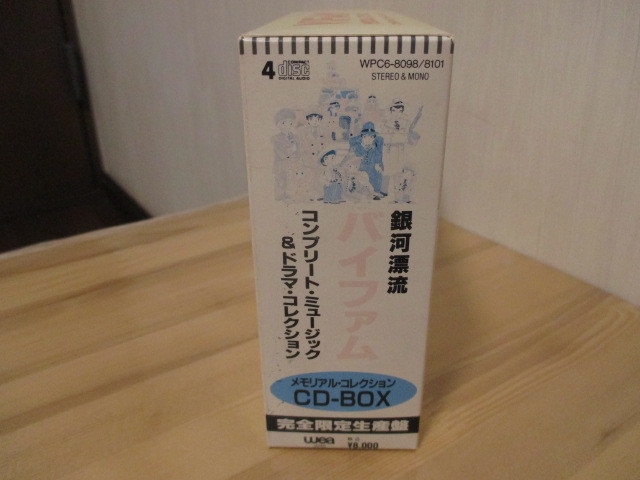 4 disc
DIGITAL AUDIO
WPC6-8098/8101
STEREO & MONO
銀河漂流
バイファム
コンプリート・ミュージック
&ドラマ・コレクション
メモリアル・コレクション
CD-BOX
完全限定生産盤
wea
¥8,000